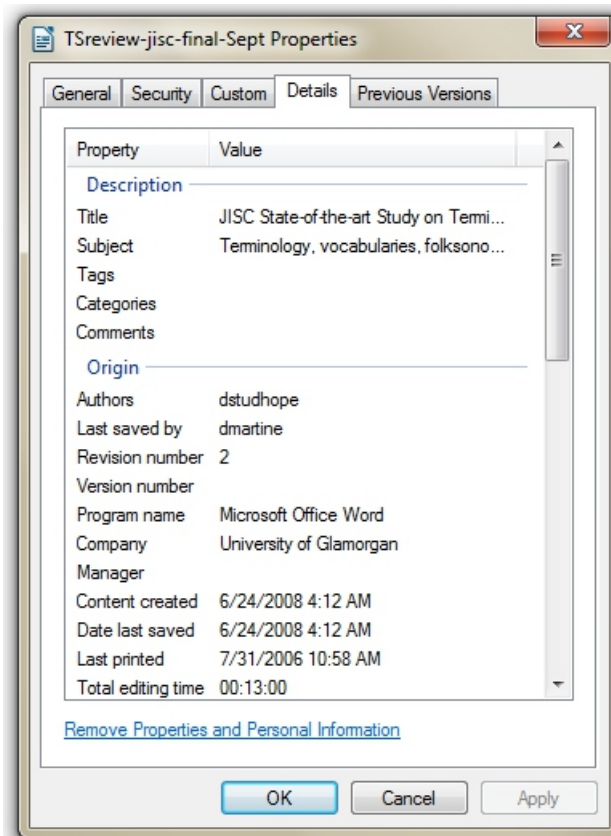 TSreview-jisc-final-Sept Properties
General Security Custom Details Previous Versions
Property Value
Description
Title JISC State-of-the-art Study on Termi...
Subject Terminology, vocabularies, folksono...
Tags
Categories
Comments
Origin
Authors dstudhope
Last saved by dmartine
Revision number 2
Version number
Program name Microsoft Office Word
Company University of Glamorgan
Manager
Content created 6/24/2008 4:12 AM
Date last saved 6/24/2008 4:12 AM
Last printed 7/31/2006 10:58 AM
Total editing time 00:13:00
Remove Properties and Personal Information
OK Cancel Apply